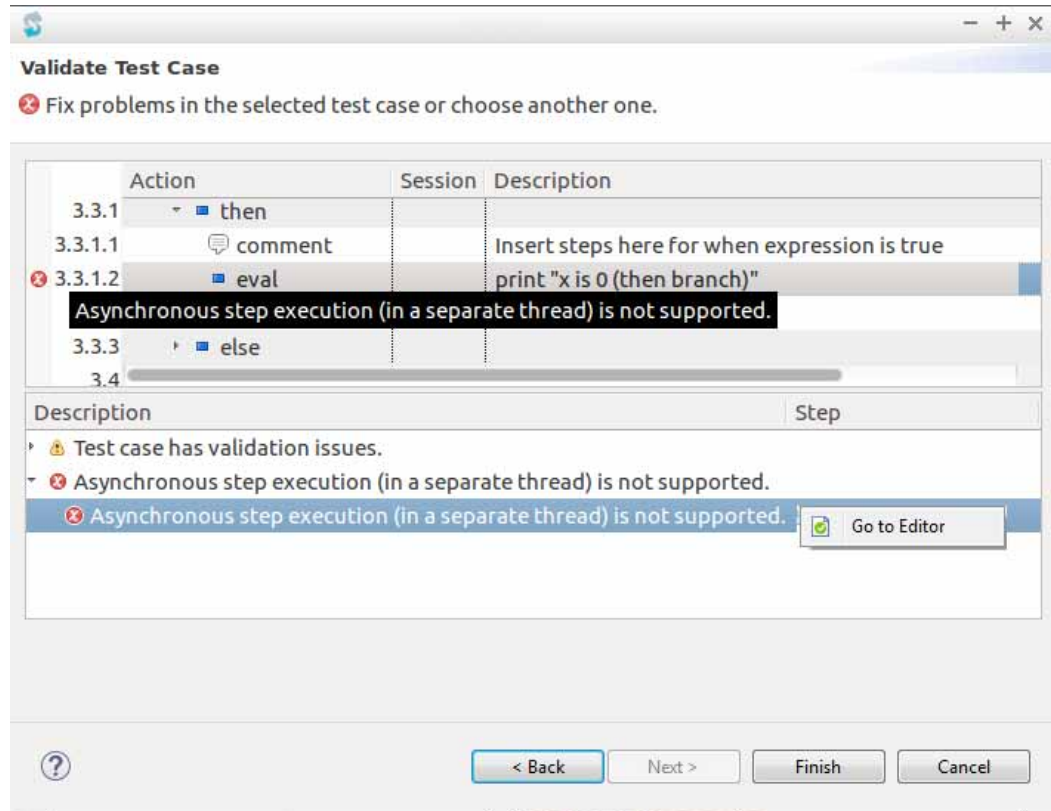 Validate Test Case
Fix problems in the selected test case or choose another one.
Action Session Description
3.3.1 then
3.3.1.1 comment Insert steps here for when expression is true
3.3.1.2 eval print "x is 0 (then branch)"
Asynchronous step execution (in a separate thread) is not supported.
3.3.3 else
3.4
Description Step
Test case has validation issues.
Asynchronous step execution (in a separate thread) is not supported.
Asynchronous step execution (in a separate thread) is not supported.
Go to Editor
? < Back Next > Finish Cancel